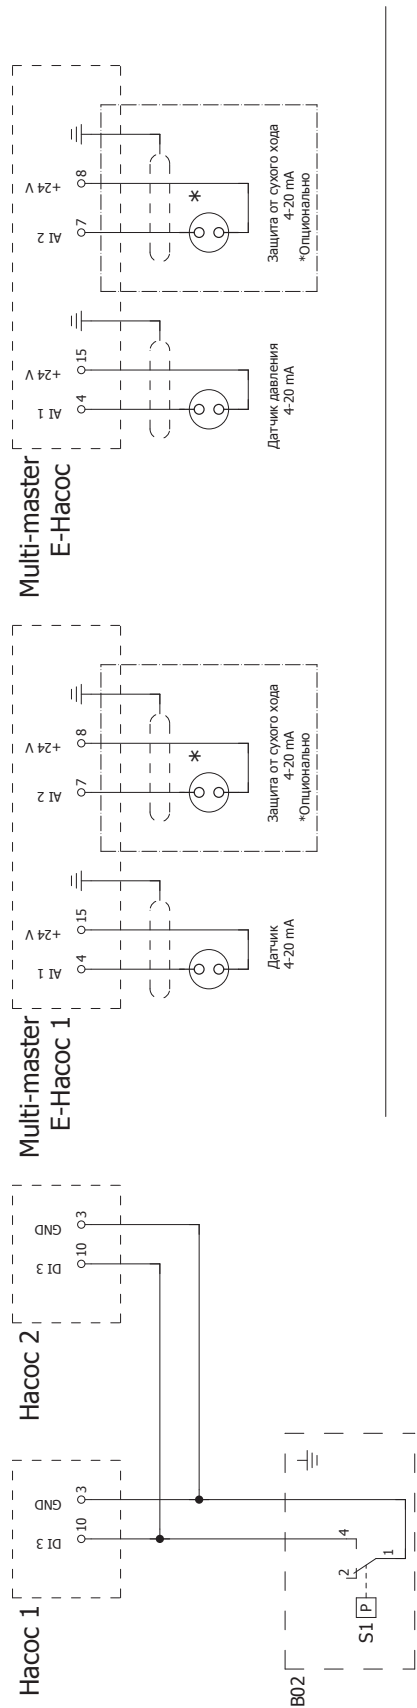 Насос 1
DI 3
GND
10
3
Насос 2
DI 3
GND
10
3
B02
S1
P
2
4
1
Multi-master
E-Насос 1
AI 1
+24 V
4
15
AI 2
+24 V
7
8
*
Датчик
4-20 mA
Защита от сухого хода
4-20 mA
*Опционально
Multi-master
E-Насос
AI 1
+24 V
4
15
AI 2
+24 V
7
8
*
Датчик давления
4-20 mA
Защита от сухого хода
4-20 mA
*Опционально